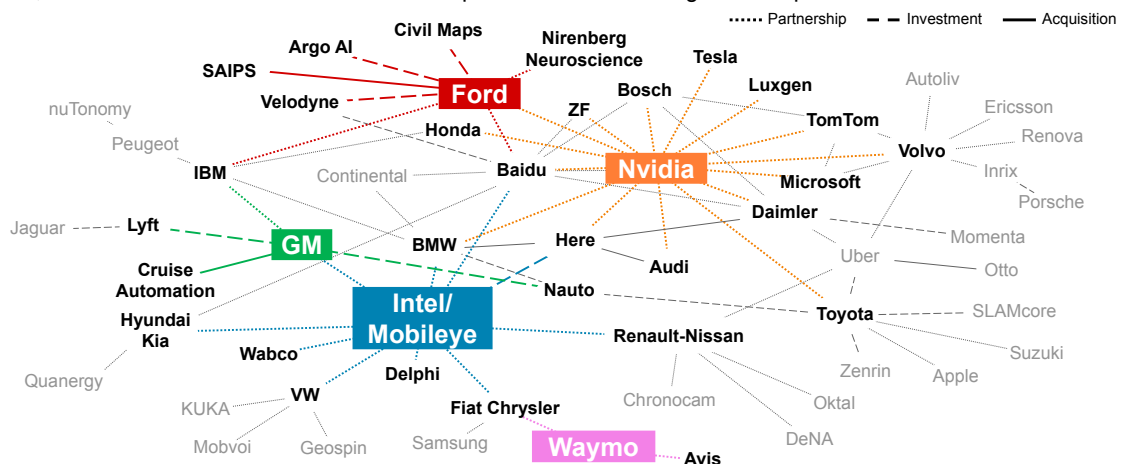 Partnership
Investment
Acquisition
Civil Maps
Argo AI
Nirenberg
Neuroscience
Tesla
SAIPS
Ford
Bosch
Luxgen
Autoliv
Velodyne
ZF
nuTonomy
Ericsson
TomTom
Honda
Renova
Peugeot
Volvo
IBM
Continental
Baidu
Nvidia
Microsoft
Inrix
Porsche
Daimler
Jaguar
Lyft
GM
BMW
Here
Momenta
Uber
Audi
Otto
Cruise
Automation
Nauto
Intel/
Mobileye
Hyundai
Kia
Toyota
SLAMcore
Renault-Nissan
Wabco
Suzuki
Delphi
Zenrin
Apple
Quanergy
VW
KUKA
Fiat Chrysler
Chronocam
Oktal
Mobvoi
Geospin
Samsung
Waymo
DeNA
Avis